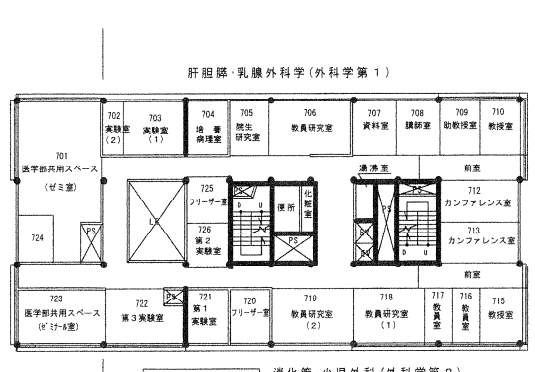 肝胆膵・乳腺外科学(外科学第1)
702
実験室
(2)
703
実験室
(1)
704
培養
病理室
705
院生
研究室
706
教員研究室
707
資料室
708
講師室
709
助教授室
710
教授室
701
医学部共用スペース
(ゼミ室)
湯沸室
前室
725
フリーザー室
PS
D U
便所
化粧室
PS
PS
PS
712
カンファレンス室
LS
724
PS
726
第2
実験室
PS
EV
EV
D U
713
カンファレンス室
前室
723
医学部共用スペース
(ゼミナール室)
722
第3実験室
PS
721
第1
実験室
720
フリーザー室
719
教員研究室
(2)
718
教員研究室
(1)
717
教員室
716
教員室
715
教授室